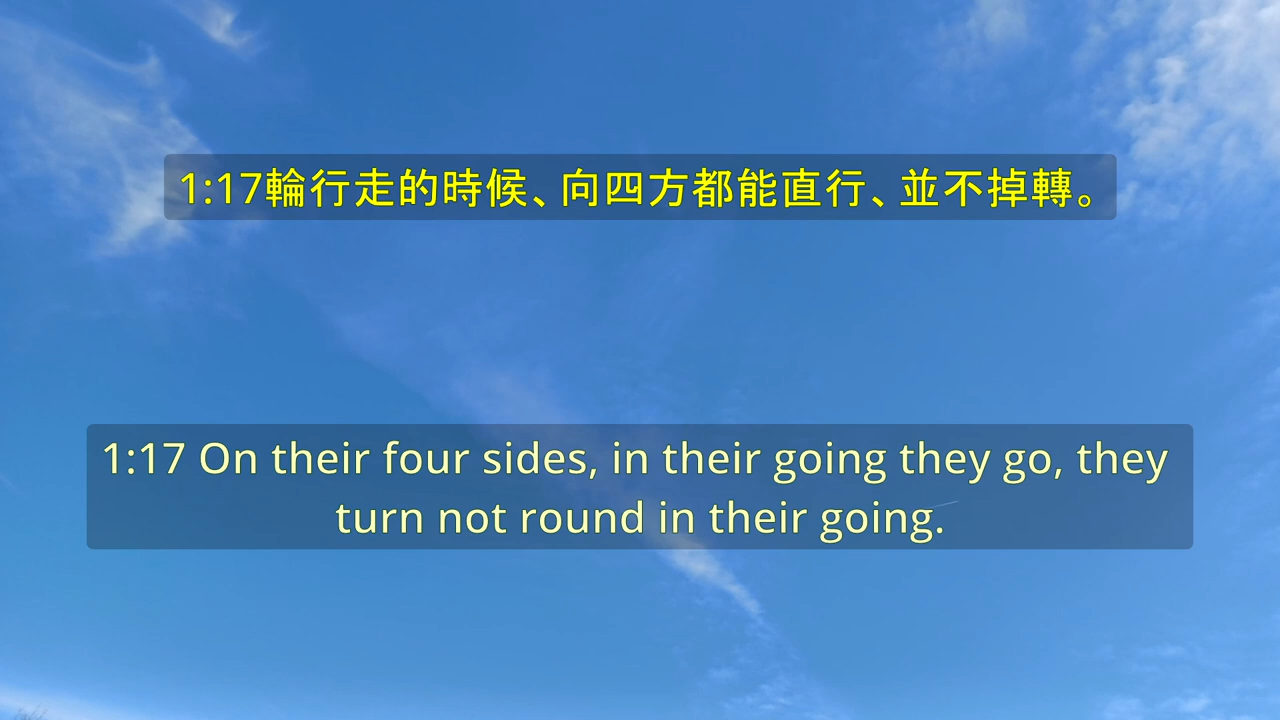 1:17輪行走的時候、向四方都能直行、並不掉轉。
1:17 On their four sides, in their going they go, they
turn not round in their going.